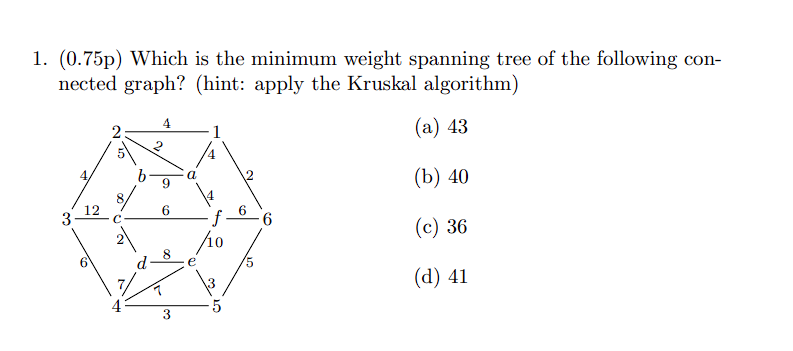 1. (0.75p) Which is the minimum weight spanning tree of the following con-
nected graph? (hint: apply the Kruskal algorithm)
4
2 1
5 2 4
4 b 9 a 2
8 4
3 12 c 6 f 6 6
2 10
6 d 8 e 5
7 7 3
4 5
3
(a) 43
(b) 40
(c) 36
(d) 41